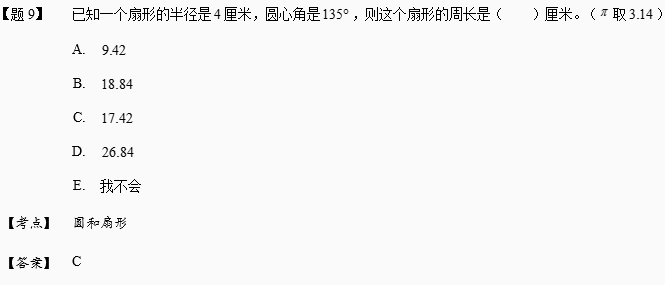 【题 9】 已知一个扇形的半径是 4 厘米，圆心角是 135°，则这个扇形的周长是（ ）厘米。（π 取 3.14）
A. 9.42
B. 18.84
C. 17.42
D. 26.84
E. 我不会
【考点】 圆和扇形
【答案】 C